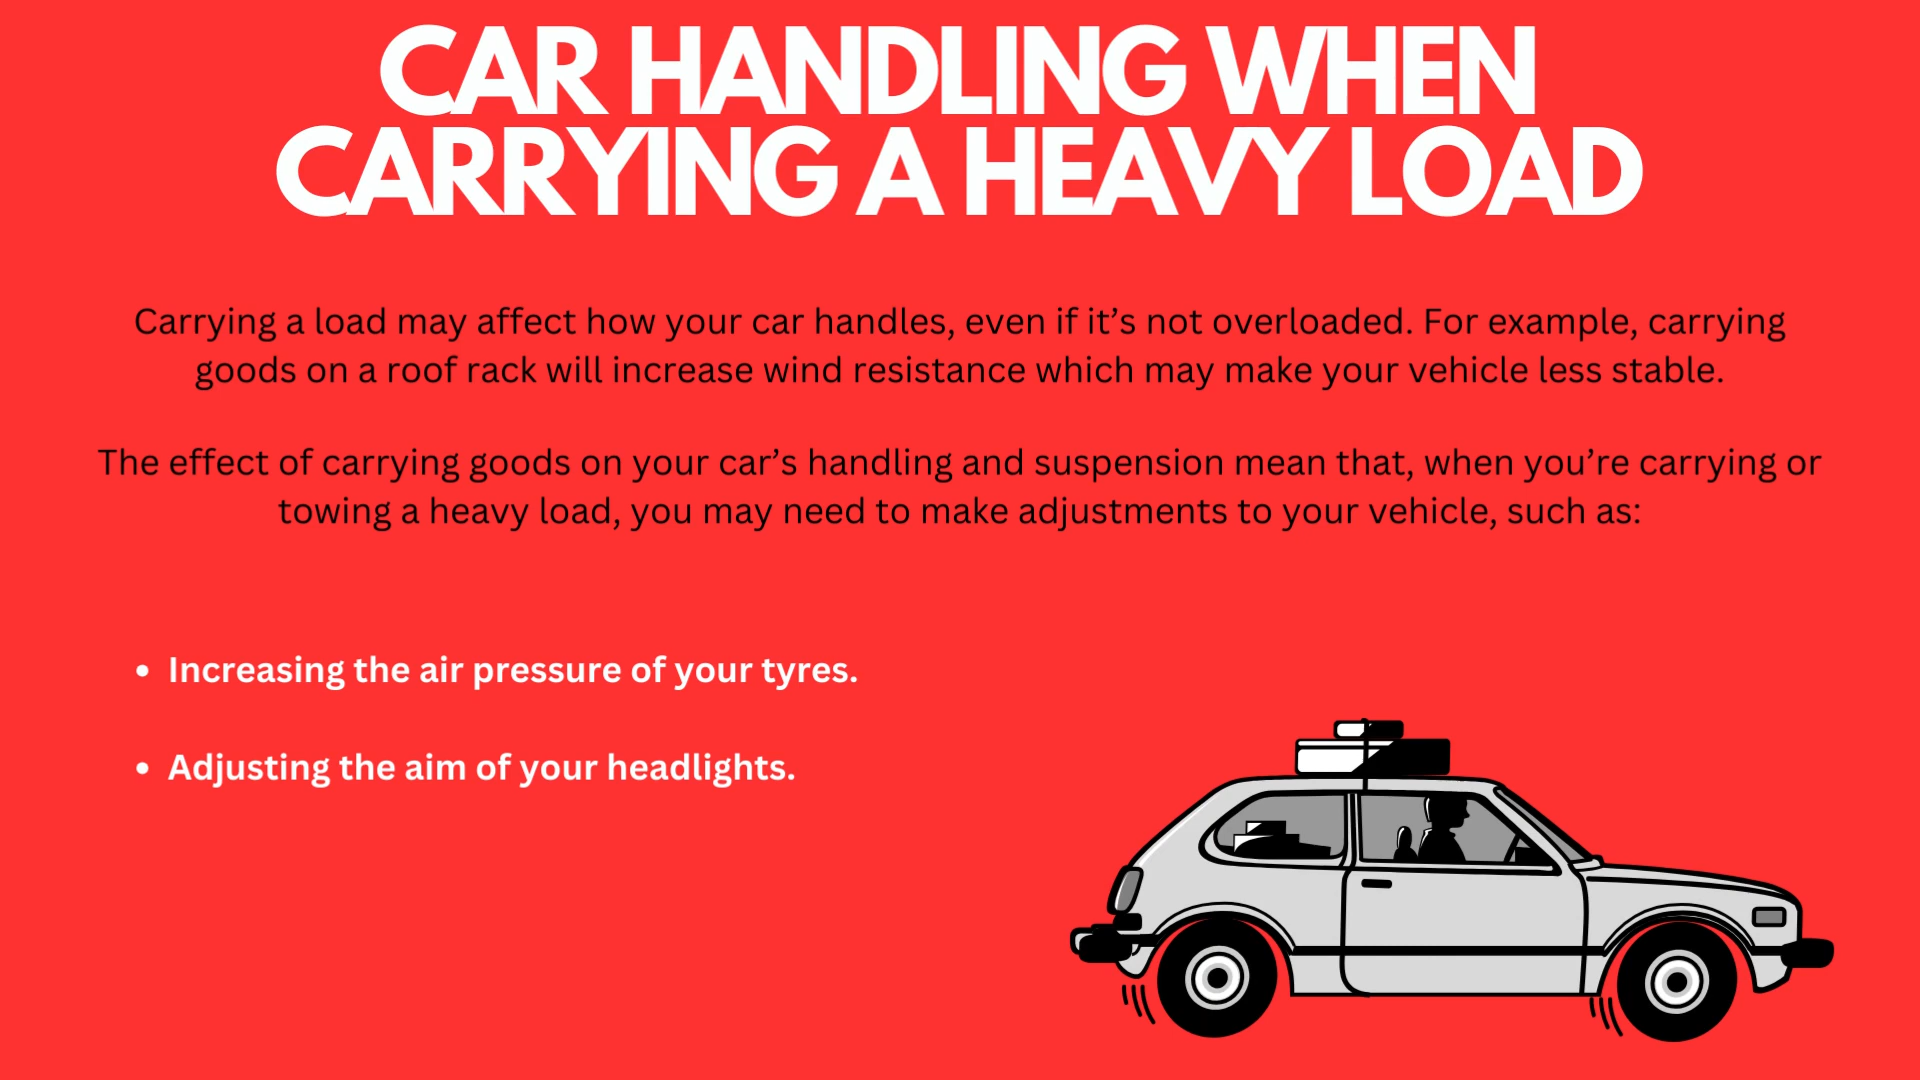 CAR HANDLING WHEN
CARRYING A HEAVY LOAD
Carrying a load may affect how your car handles, even if it’s not overloaded. For example, carrying
goods on a roof rack will increase wind resistance which may make your vehicle less stable.
The effect of carrying goods on your car’s handling and suspension mean that, when you’re carrying or
towing a heavy load, you may need to make adjustments to your vehicle, such as:
• Increasing the air pressure of your tyres.
• Adjusting the aim of your headlights.